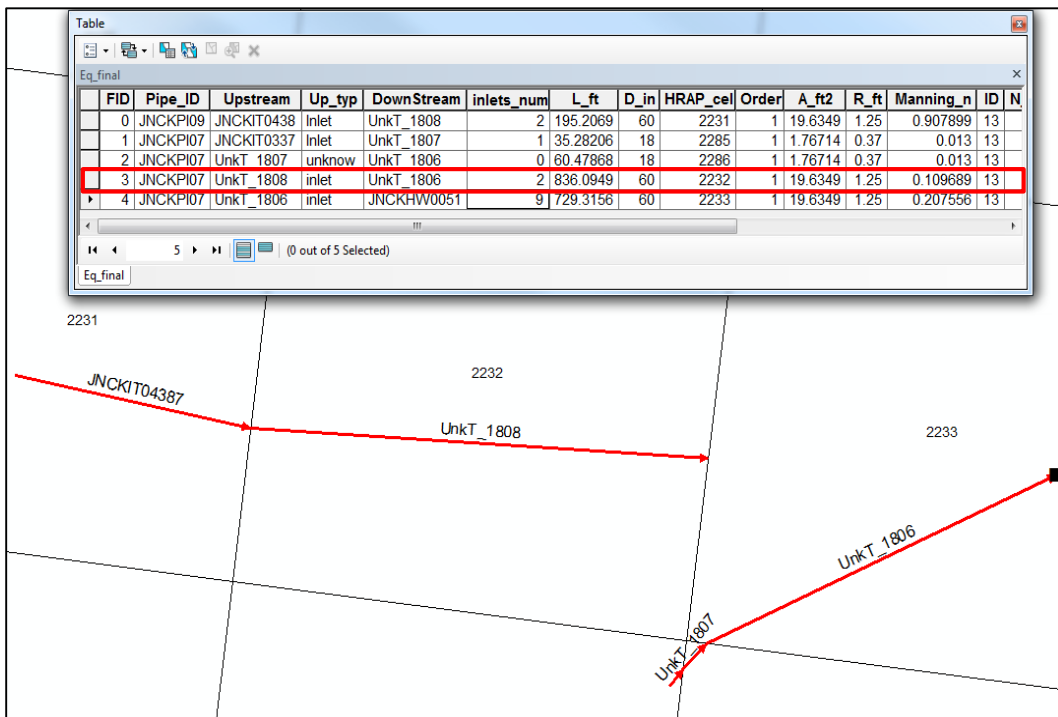 Table
Eq_final
FID Pipe_ID Upstream Up_typ DownStream inlets_num L_ft D_in HRAP_cel Order A_ft2 R_ft Manning_n ID N_
0 JNCKPI09 JNCKIT0438 Inlet UnkT_1808 2 195.2069 60 2231 1 19.6349 1.25 0.907899 13
1 JNCKPI07 JNCKIT0337 Inlet UnkT_1807 1 35.28206 18 2285 1 1.76714 0.37 0.013 13
2 JNCKPI07 UnkT_1807 unknow UnkT_1806 0 60.47868 18 2286 1 1.76714 0.37 0.013 13
3 JNCKPI07 UnkT_1808 inlet UnkT_1806 2 836.0949 60 2232 1 19.6349 1.25 0.109689 13
4 JNCKPI07 UnkT_1806 inlet JNCKHW0051 9 729.3156 60 2233 1 19.6349 1.25 0.207556 13
5 (0 out of 5 Selected)
Eq_final
2231
2232
JNCKIT04387
UnkT_1808
2233
UnkT_1806
UnkT_1807